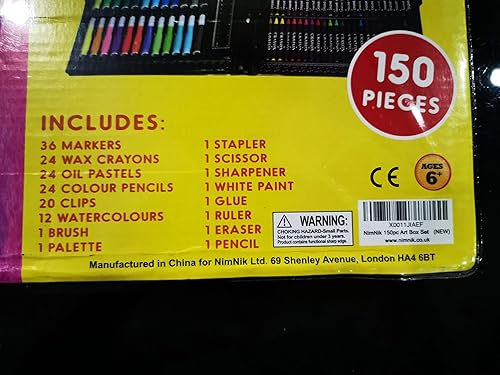 150
PIECES
INCLUDES:
36 MARKERS
24 WAX CRAYONS
24 OIL PASTELS
24 COLOUR PENCILS
20 CLIPS
12 WATERCOLOURS
1 BRUSH
1 PALETTE
1 STAPLER
1 SCISSOR
1 SHARPENER
1 WHITE PAINT
1 GLUE
1 RULER
1 ERASER
1 PENCIL
CE
AGES
6+
WARNING:
CHOKING HAZARD-Small Parts.
Not for children under 3 years.
Product contains functional sharp edge.
X0011JIAEF
NimNik 150pc Art Box Set (NEW)
www.nimnik.co.uk
Manufactured in China for NimNik Ltd. 69 Shenley Avenue, London HA4 6BT